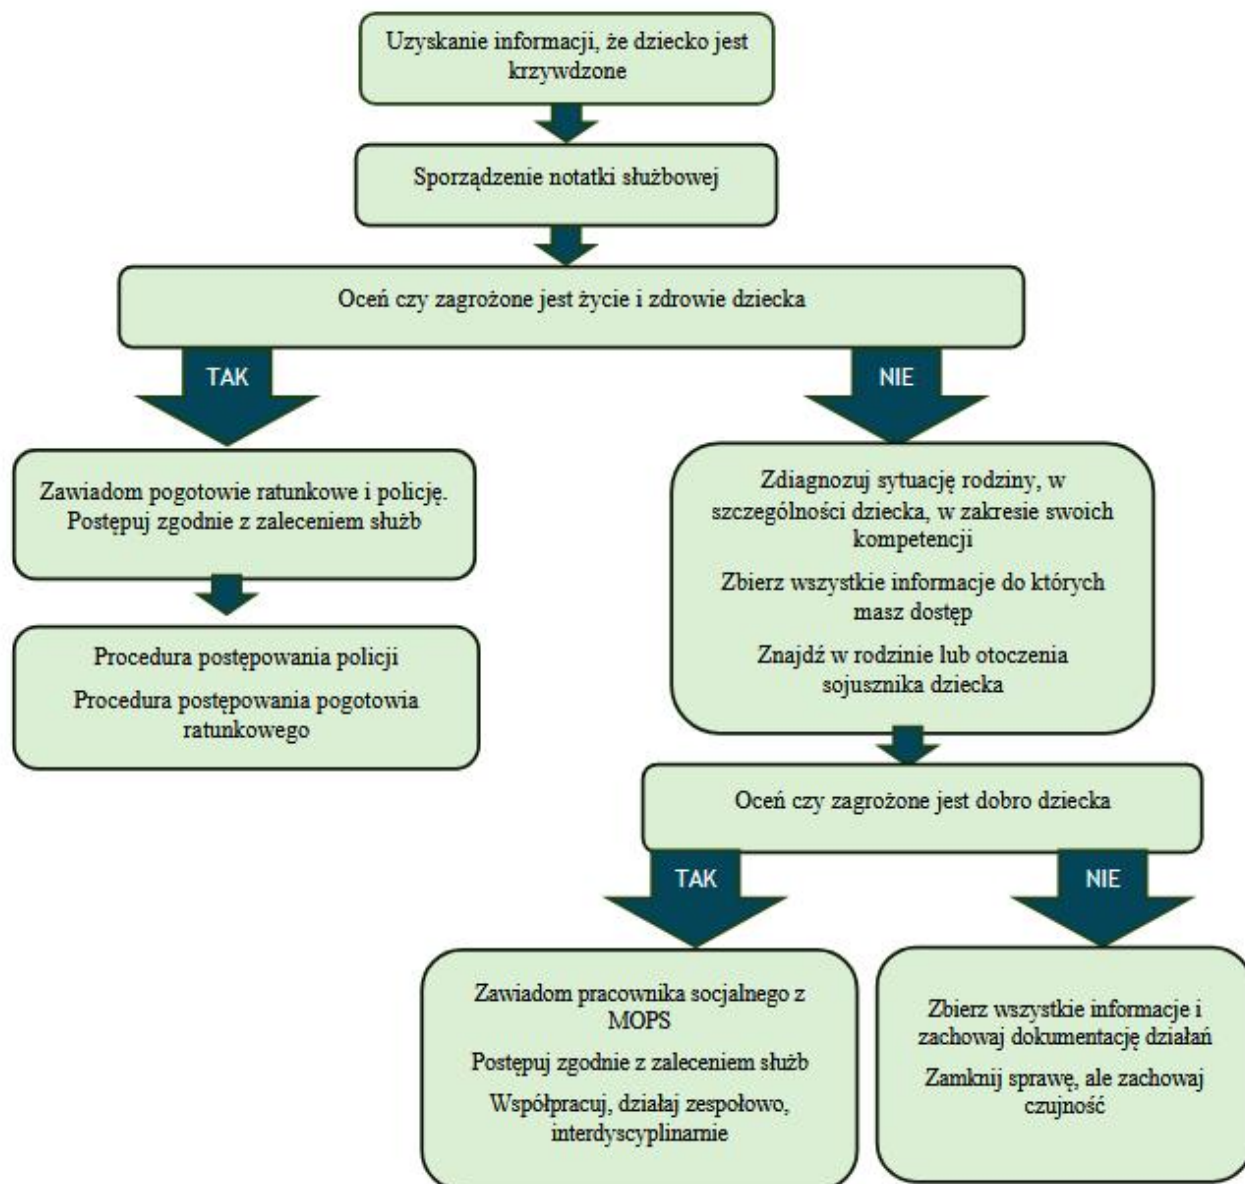 Uzyskanie informacji, że dziecko jest
krzywdzone
Sporządzenie notatki służbowej
Oceń czy zagrożone jest życie i zdrowie dziecka
TAK
NIE
Zawiadom pogotowie ratunkowe i policję.
Postępuj zgodnie z zaleceniem służb
Procedura postępowania policji
Procedura postępowania pogotowia
ratunkowego
Zdiagnozuj sytuację rodziny, w
szczególności dziecka, w zakresie swoich
kompetencji
Zbierz wszystkie informacje do których
masz dostęp
Znajdź w rodzinie lub otoczenia
sojusznika dziecka
Oceń czy zagrożone jest dobro dziecka
TAK
NIE
Zawiadom pracownika socjalnego z
MOPS
Postępuj zgodnie z zaleceniem służb
Współpracuj, działaj zespołowo,
interdyscyplinarnie
Zbierz wszystkie informacje i
zachowaj dokumentację działań
Zamknij sprawę, ale zachowaj
czujność